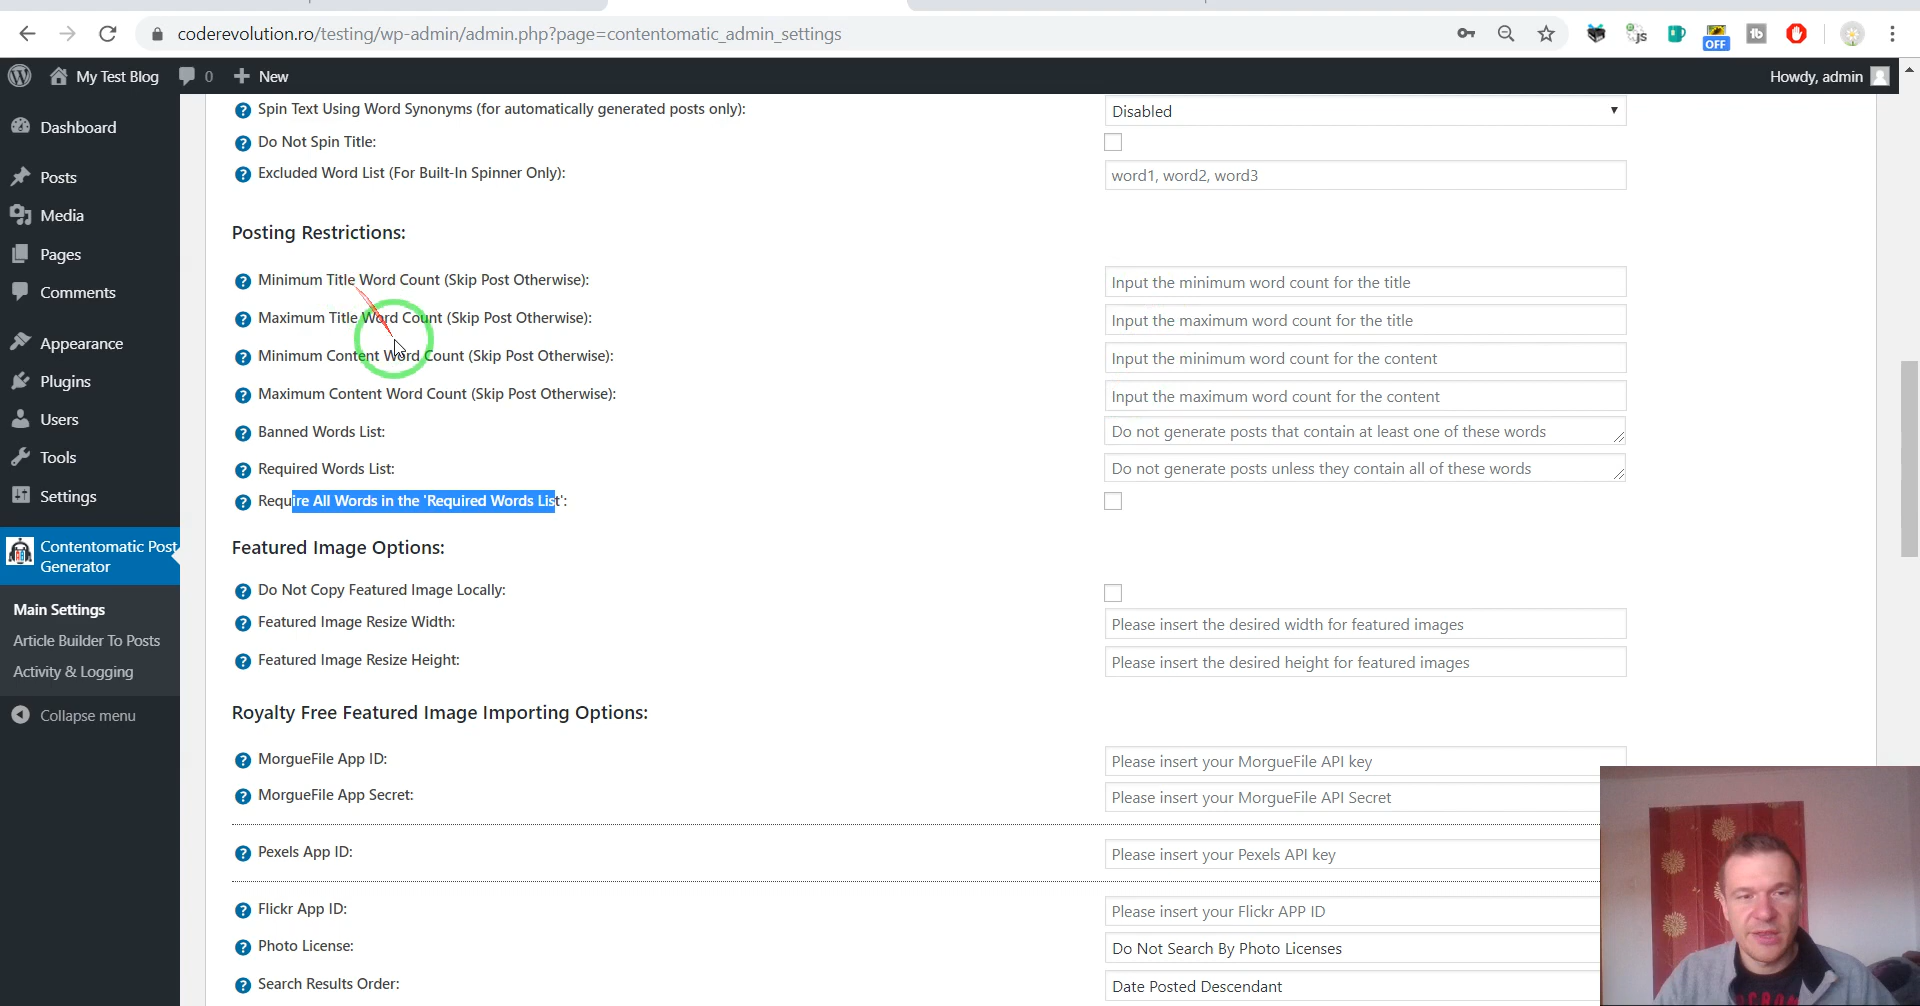 coderevolution.ro/testing/wp-admin/admin.php?page=contentomatic_admin_settings
OFF
My Test Blog
0
New
Howdy, admin
Dashboard
Posts
Media
Pages
Comments
Appearance
Plugins
Users
Tools
Settings
Contentomatic Post
Generator
Main Settings
Article Builder To Posts
Activity & Logging
Collapse menu
Spin Text Using Word Synonyms (for automatically generated posts only):
Disabled
Do Not Spin Title:
Excluded Word List (For Built-In Spinner Only):
word1, word2, word3
Posting Restrictions:
Minimum Title Word Count (Skip Post Otherwise):
Input the minimum word count for the title
Maximum Title Word Count (Skip Post Otherwise):
Input the maximum word count for the title
Minimum Content Word Count (Skip Post Otherwise):
Input the minimum word count for the content
Maximum Content Word Count (Skip Post Otherwise):
Input the maximum word count for the content
Banned Words List:
Do not generate posts that contain at least one of these words
Required Words List:
Do not generate posts unless they contain all of these words
Require All Words in the 'Required Words List':
Featured Image Options:
Do Not Copy Featured Image Locally:
Featured Image Resize Width:
Please insert the desired width for featured images
Featured Image Resize Height:
Please insert the desired height for featured images
Royalty Free Featured Image Importing Options:
MorgueFile App ID:
Please insert your MorgueFile API key
MorgueFile App Secret:
Please insert your MorgueFile API Secret
Pexels App ID:
Please insert your Pexels API key
Flickr App ID:
Please insert your Flickr APP ID
Photo License:
Do Not Search By Photo Licenses
Search Results Order:
Date Posted Descendant